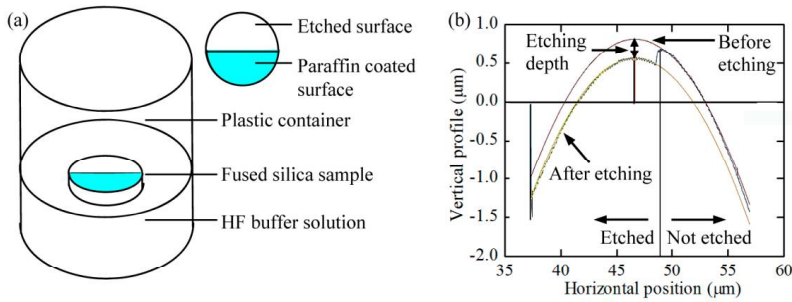 (a)
Etched surface
Paraffin coated
surface
Plastic container
Fused silica sample
HF buffer solution
(b)
Vertical profile (μm)
1.0
0.5
0.0
-0.5
-1.0
-1.5
-2.0
Etching
depth
Before
etching
After etching
Etched
Not etched
35 40 45 50 55 60
Horizontal position (μm)